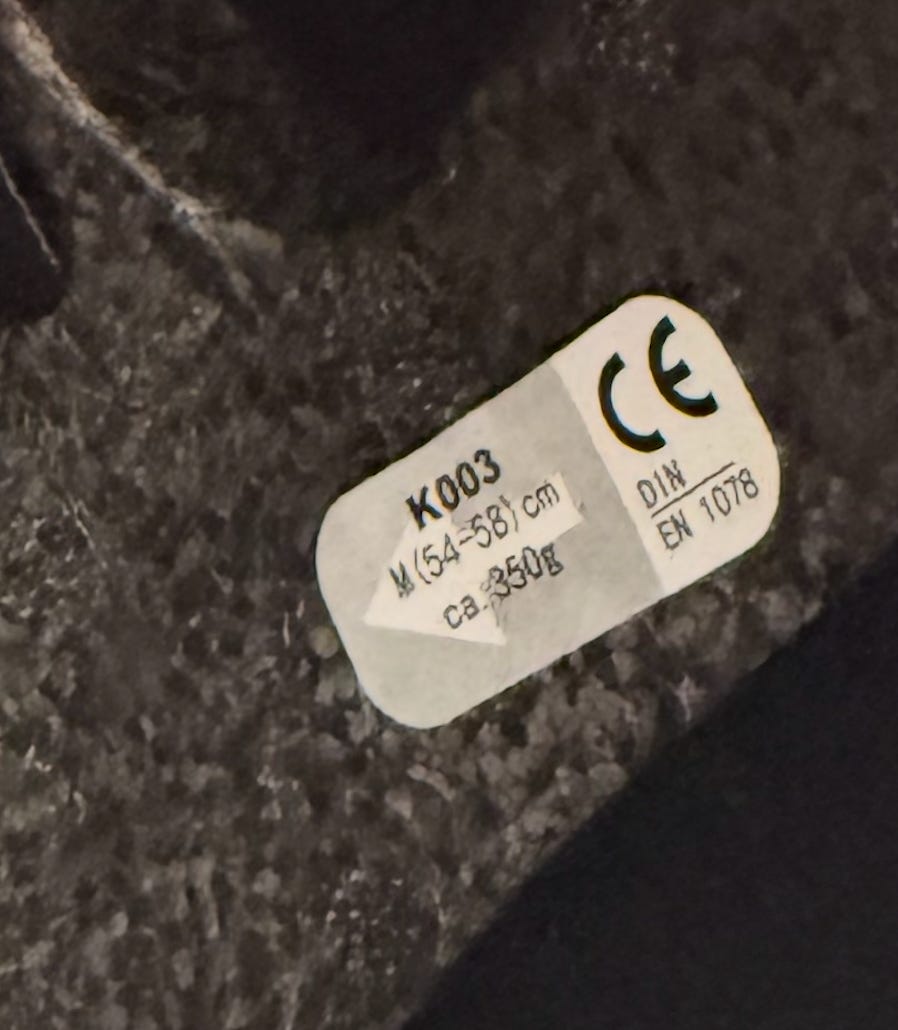 K003
M (54-58) cm
ca. 350g
CE
DIN
EN 1078